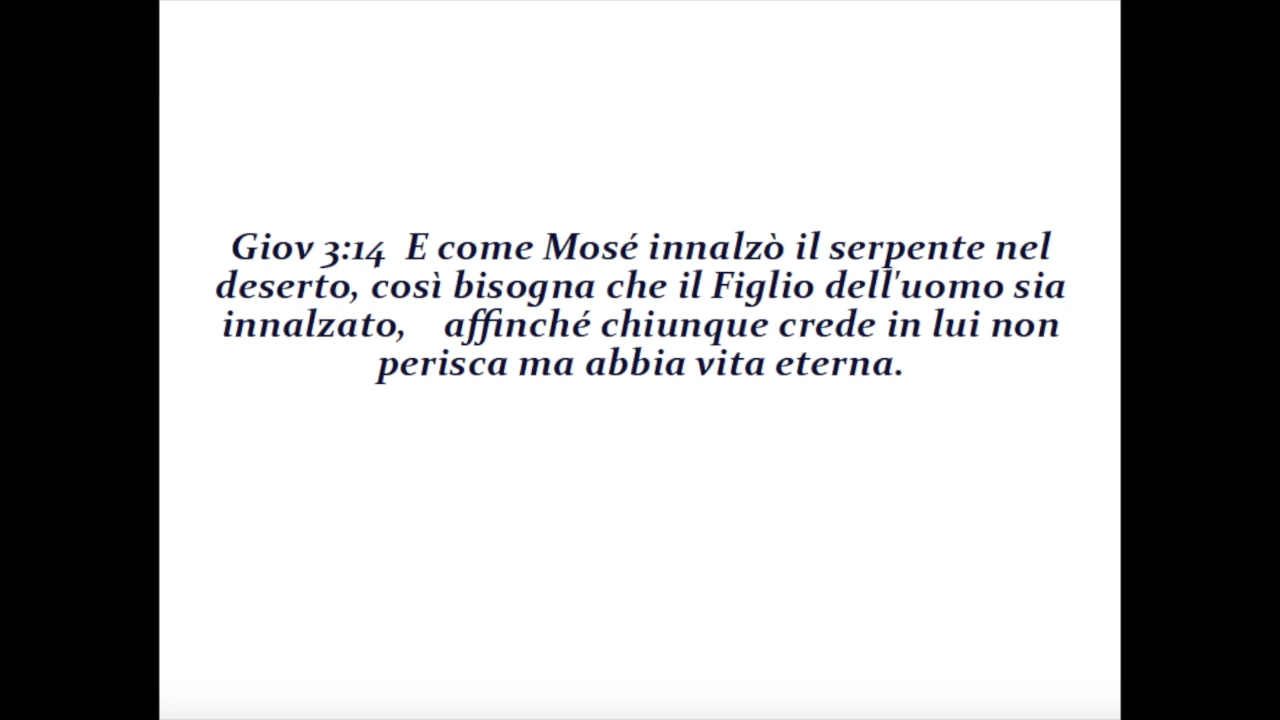 Giov 3:14  E come Mosé innalzò il serpente nel
deserto, così bisogna che il Figlio dell'uomo sia
innalzato,    affinché chiunque crede in lui non
perisca ma abbia vita eterna.